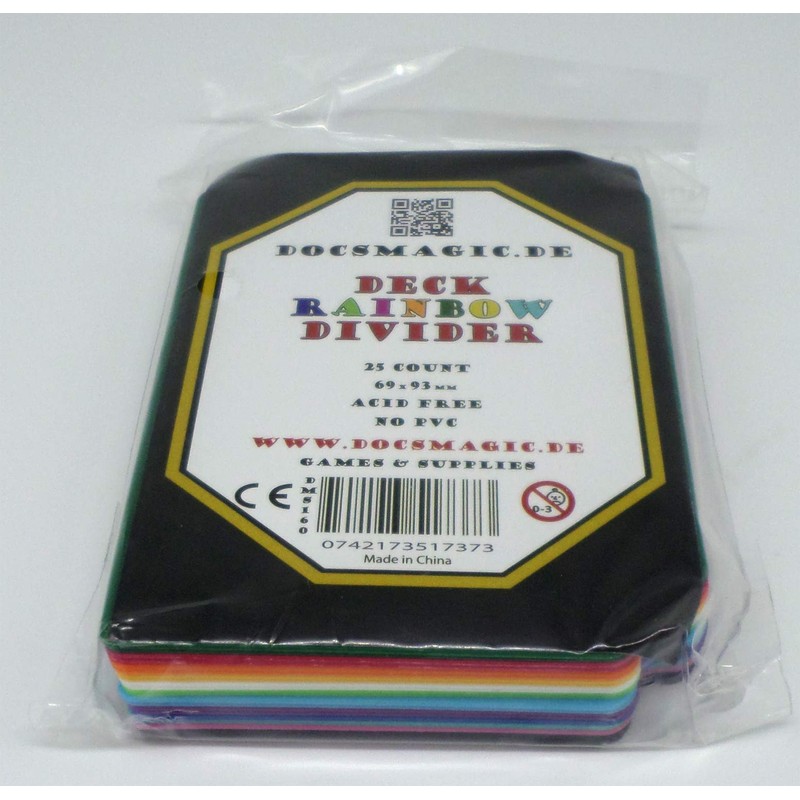 DOCSMAGIC.DE
DECK
RAINBOW
DIVIDER
25 COUNT
69 x 93 MM
ACID FREE
NO PVC
WWW.DOCSMAGIC.DE
GAMES & SUPPLIES
CE
DMS160
0-3
0742173517373
Made in China